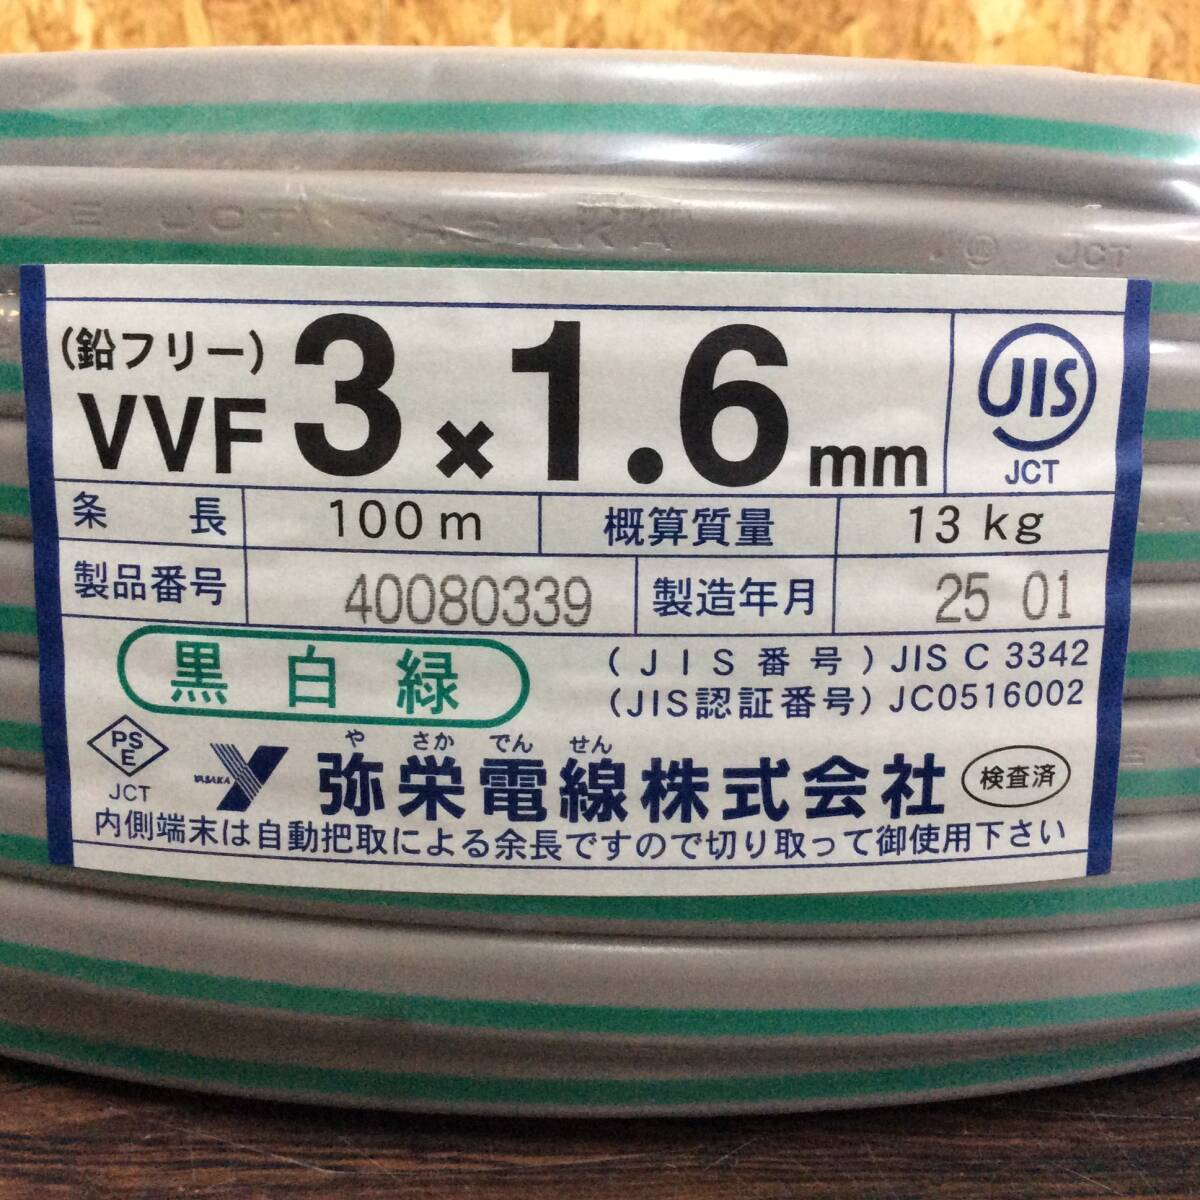 JCT YASAKA
JCT
(鉛フリー)
VVF 3×1.6mm
JIS
JCT
条長 100m 概算質量 13kg
製品番号 40080339 製造年月 25 01
黒 白 緑
(JIS番号) JIS C 3342
(JIS認証番号) JC0516002
PS
E
JCT
YASAKA
や さか でん せん
弥栄電線株式会社
検査済
内側端末は自動把取による余長ですので切り取って御使用下さい